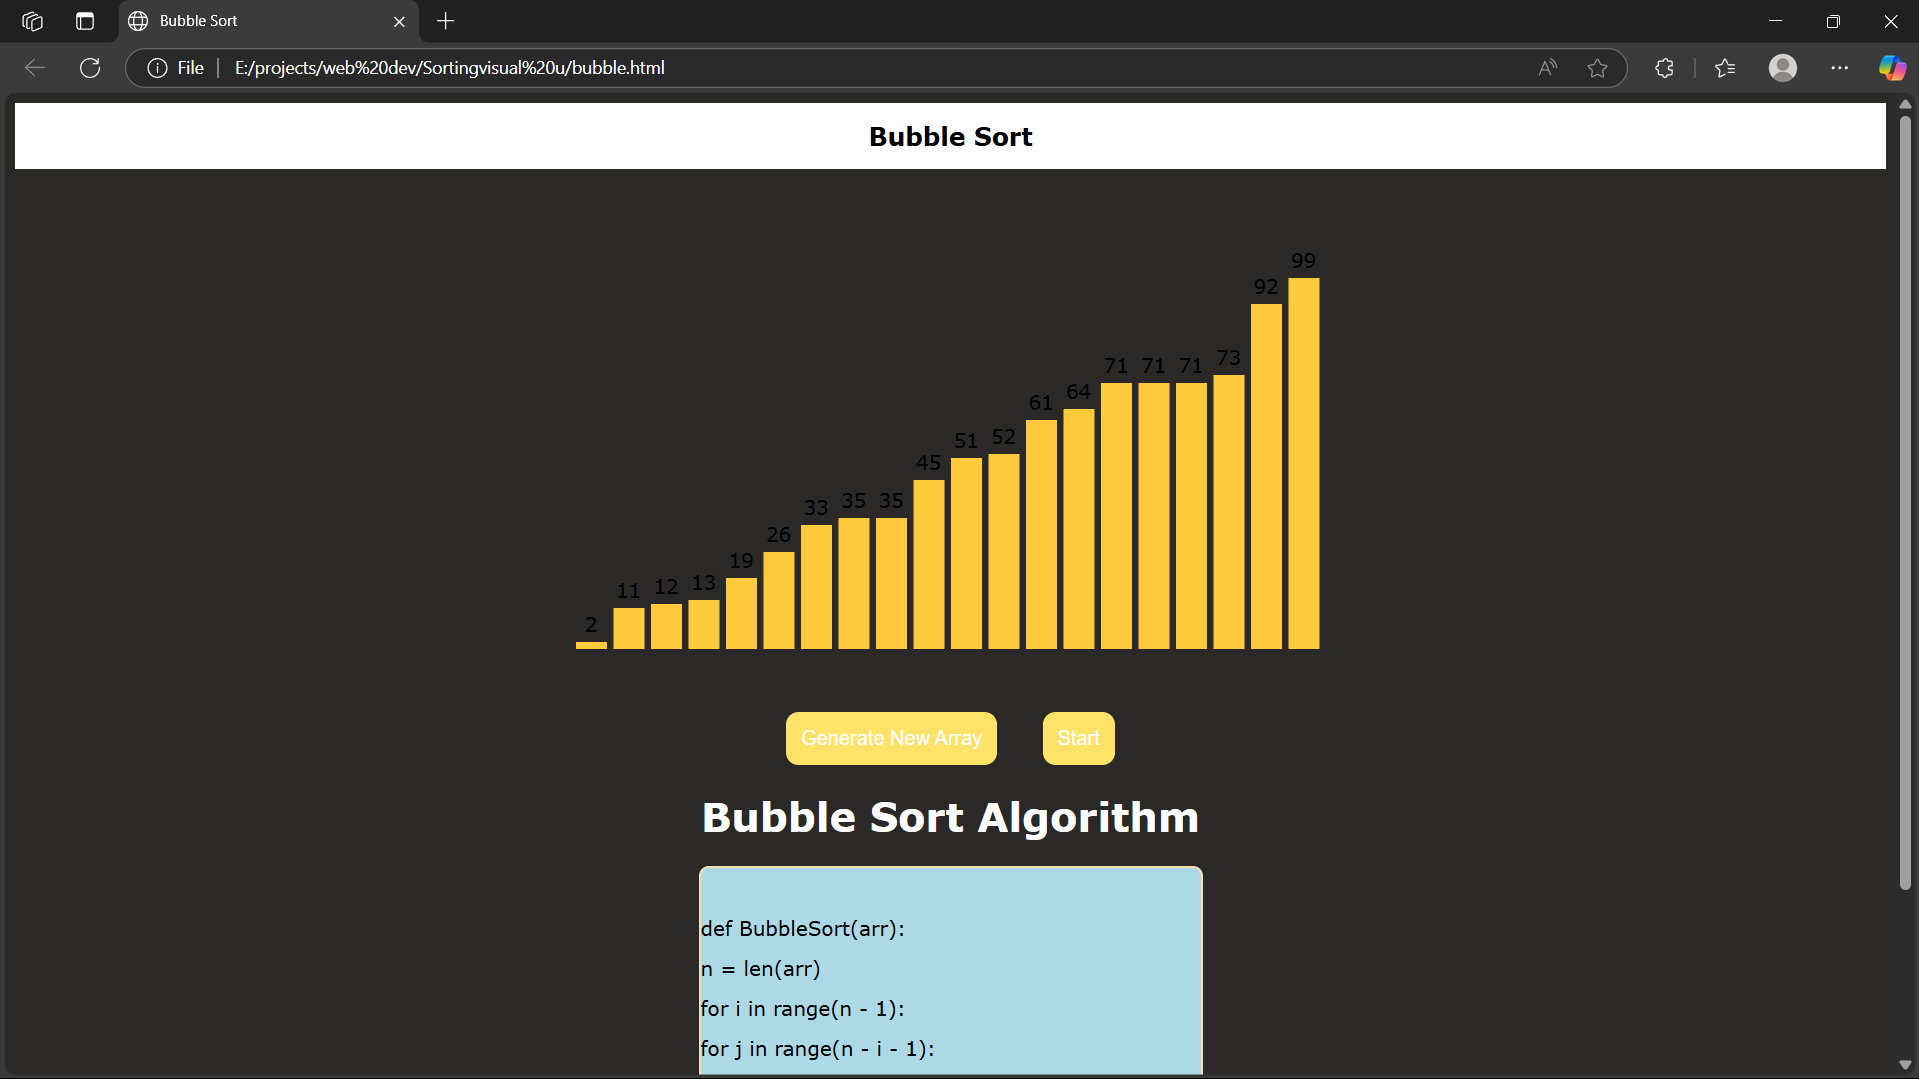 Bubble Sort
File E:/projects/web%20dev/Sortingvisual%20u/bubble.html
Bubble Sort
2 11 12 13 19 26 33 35 35 45 51 52 61 64 71 71 71 73 92 99
Generate New Array Start
Bubble Sort Algorithm
def BubbleSort(arr):
n = len(arr)
for i in range(n - 1):
for j in range(n - i - 1):